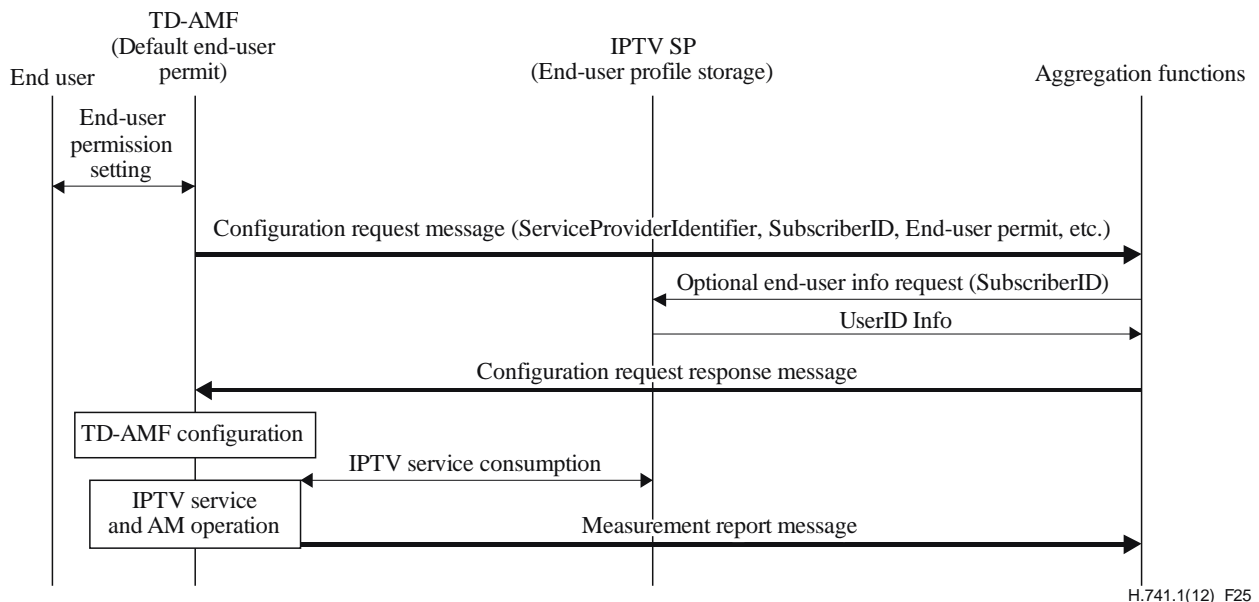 TD-AMF
(Default end-user
permit)
IPTV SP
(End-user profile storage)
End user
Aggregation functions
End-user
permission
setting
Configuration request message (ServiceProviderIdentifier, SubscriberID, End-user permit, etc.)
Optional end-user info request (SubscriberID)
UserID Info
Configuration request response message
TD-AMF configuration
IPTV service consumption
IPTV service
and AM operation
Measurement report message
H.741.1(12)_F25